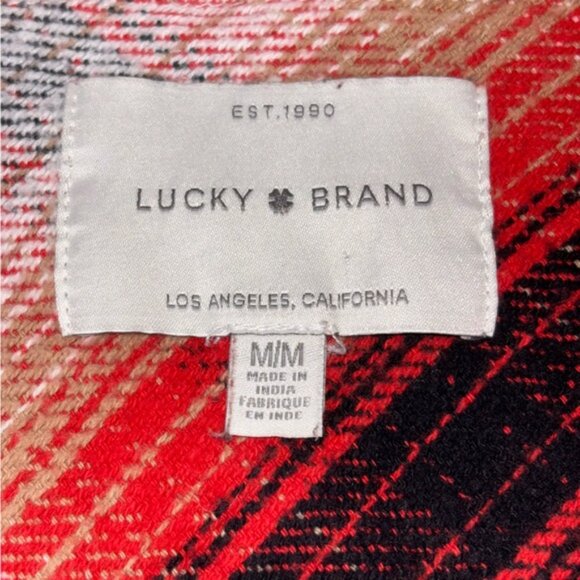 EST.1990
LUCKY BRAND
LOS ANGELES, CALIFORNIA
M/M
MADE IN
INDIA
FABRIQUE
EN INDE